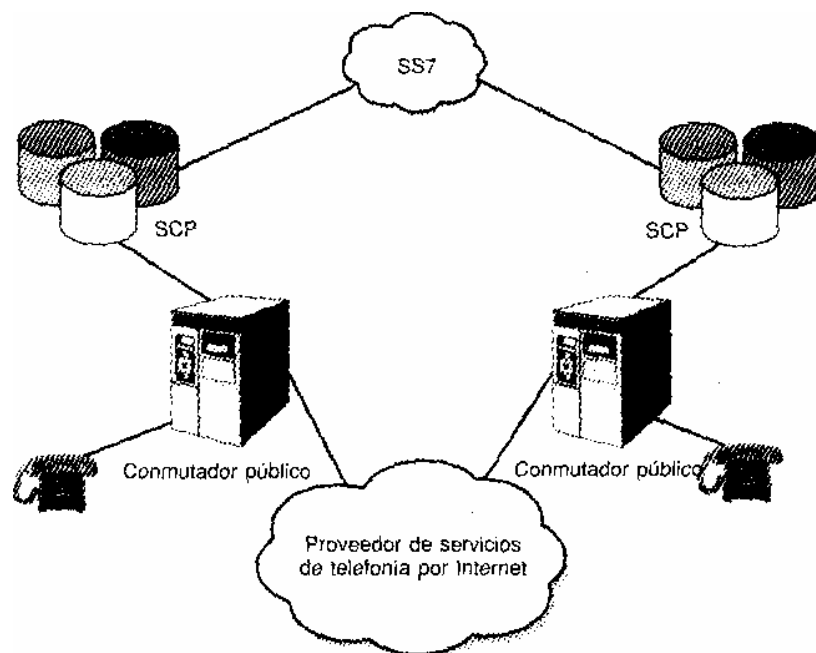 SS7
SCP
SCP
Conmutador público
Conmutador público
Proveedor de servicios
de telefonía por Internet